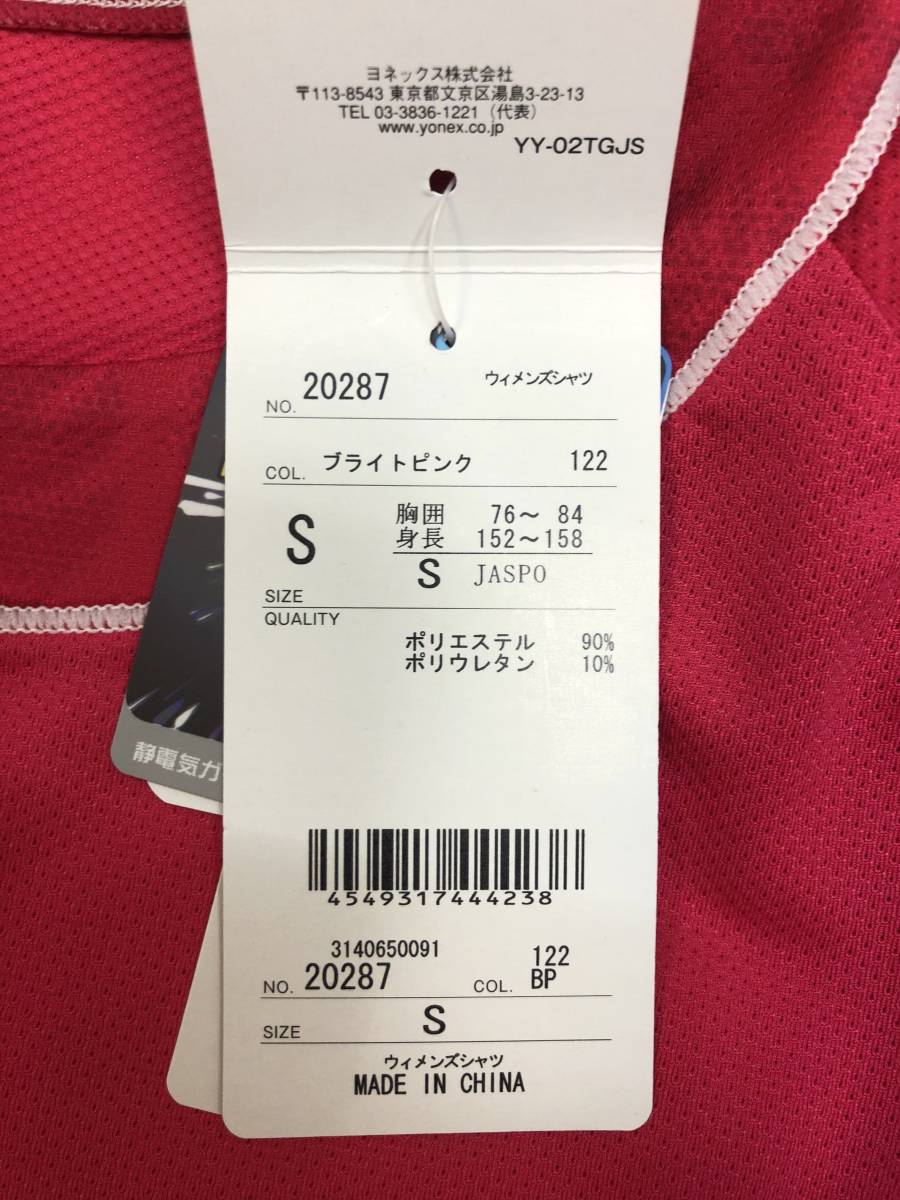 ヨネックス株式会社
〒113-8543 東京都文京区湯島3-23-13
TEL 03-3836-1221 (代表)
www.yonex.co.jp
YY-02TGJS
NO. 20287 ウィメンズシャツ
COL. ブライトピンク 122
S 胸囲 76〜 84
身長 152〜158
S JASPO
SIZE
QUALITY
ポリエステル 90%
ポリウレタン 10%
静電気ガ
4549317444238
3140650091
NO. 20287 COL. 122
BP
SIZE S
ウィメンズシャツ
MADE IN CHINA